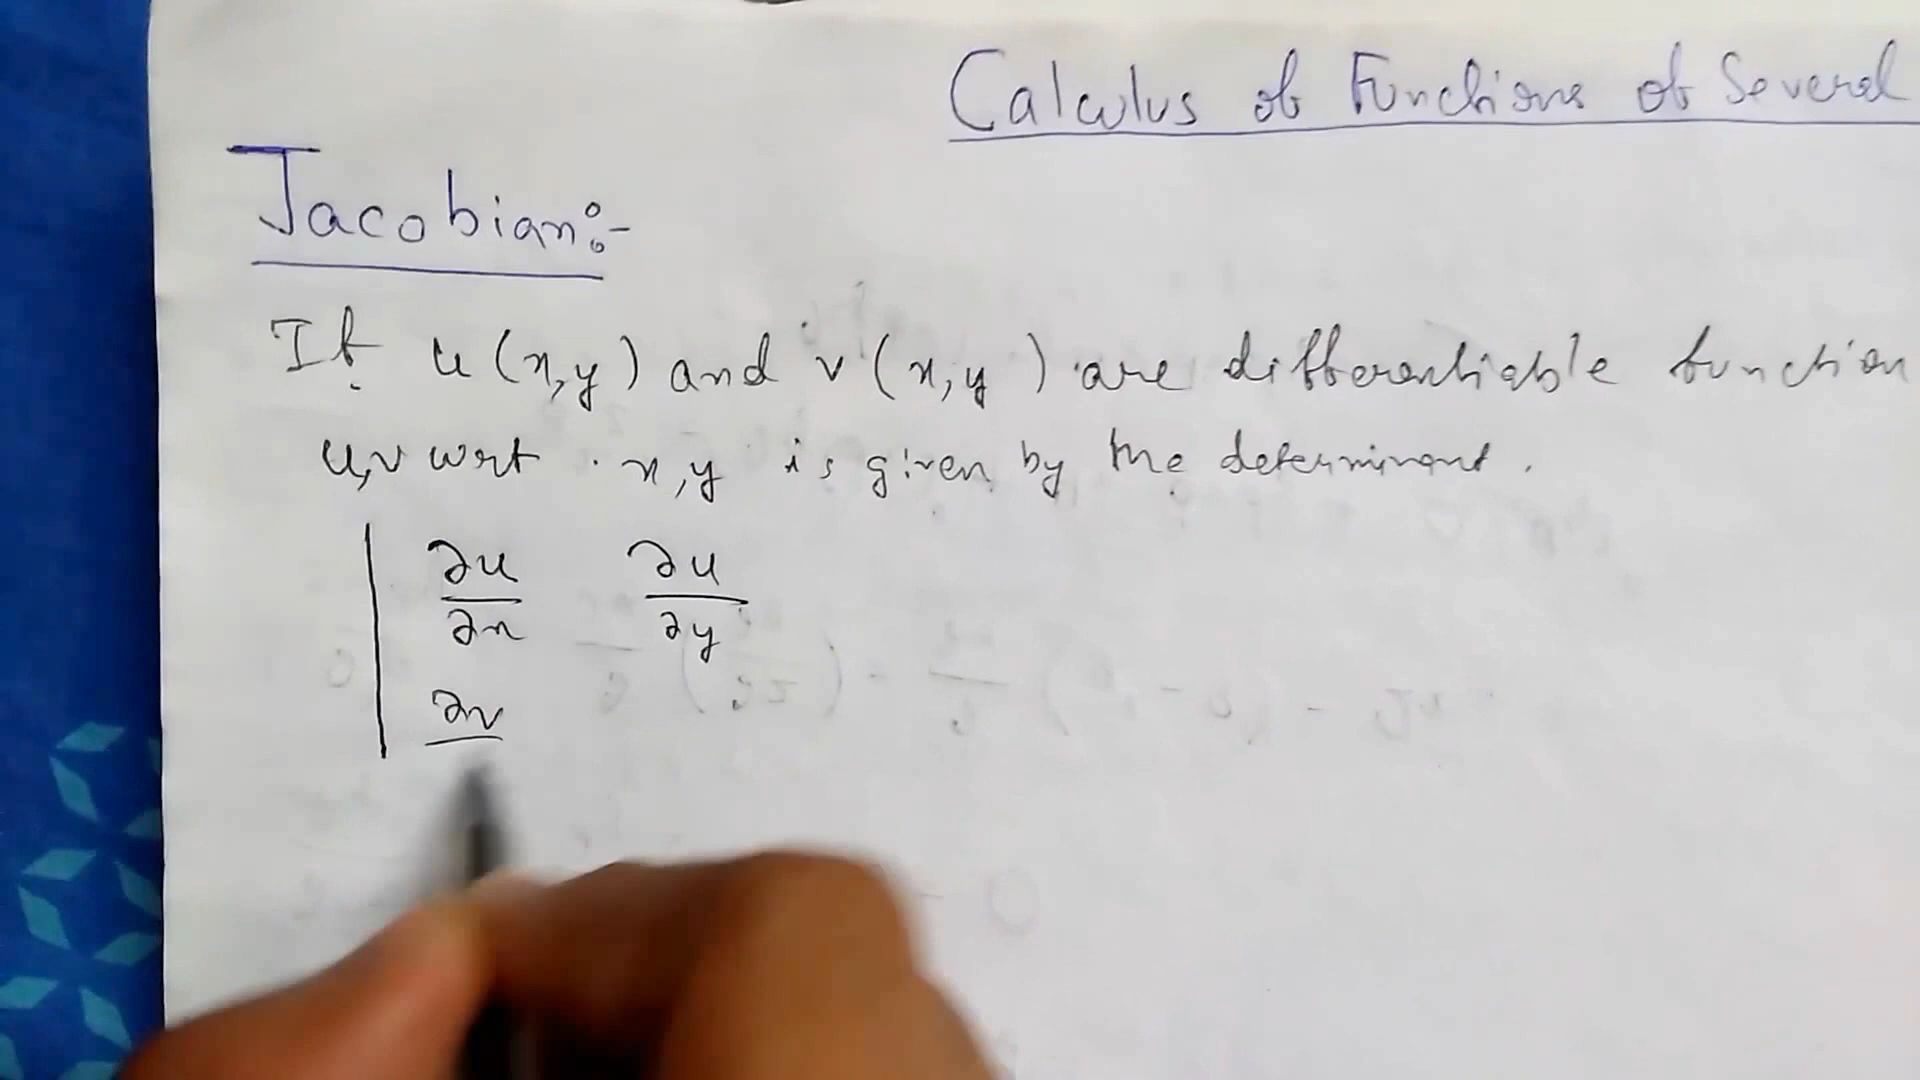 Calculus of Functions of Several
Jacobian:-
If u(x,y) and v(x,y) are differentiable function
u,v wrt x,y is given by the determinant.
∂u/∂x ∂u/∂y
∂v